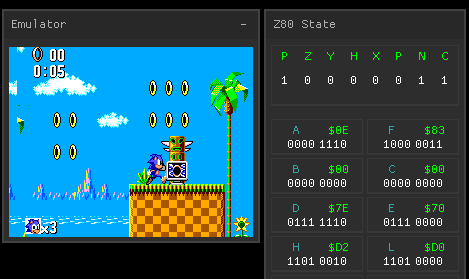 Emulator -
00
0:05
x3
Z80 State
P Z Y H X P N C
1 0 0 0 0 0 1 1
A $0E
0000 1110
F $83
1000 0011
B $00
0000 0000
C $00
0000 0000
D $7E
0111 1110
E $70
0111 0000
H $D2
1101 0010
L $D0
1101 0000